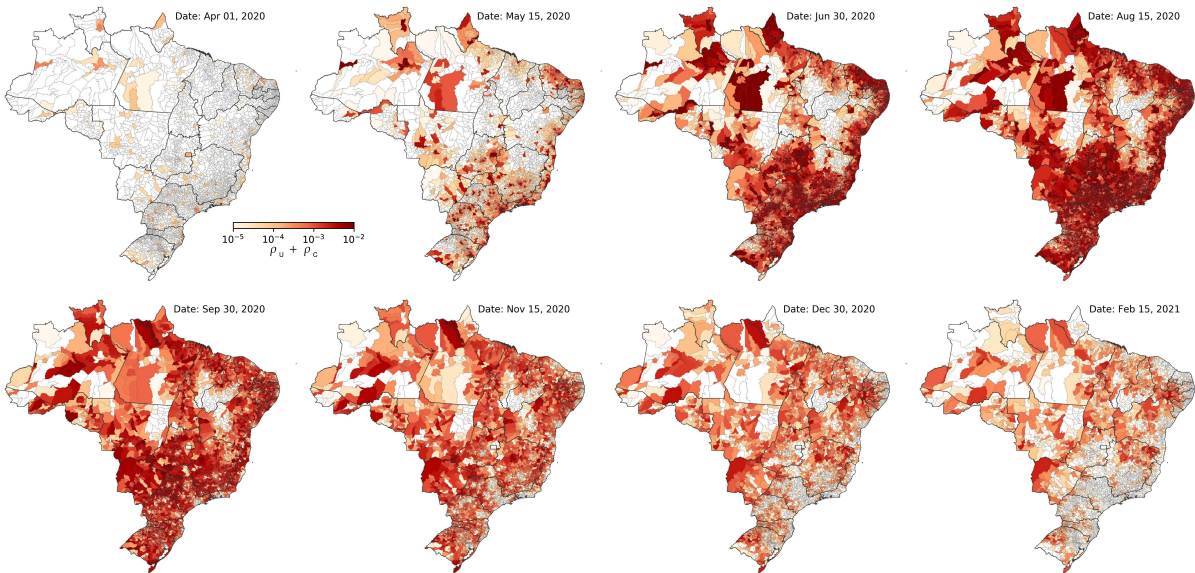 Date: Apr 01, 2020
Date: May 15, 2020
Date: Jun 30, 2020
Date: Aug 15, 2020
10⁻⁵ 10⁻⁴ 10⁻³ 10⁻²
ρ_U + ρ_C
Date: Sep 30, 2020
Date: Nov 15, 2020
Date: Dec 30, 2020
Date: Feb 15, 2021